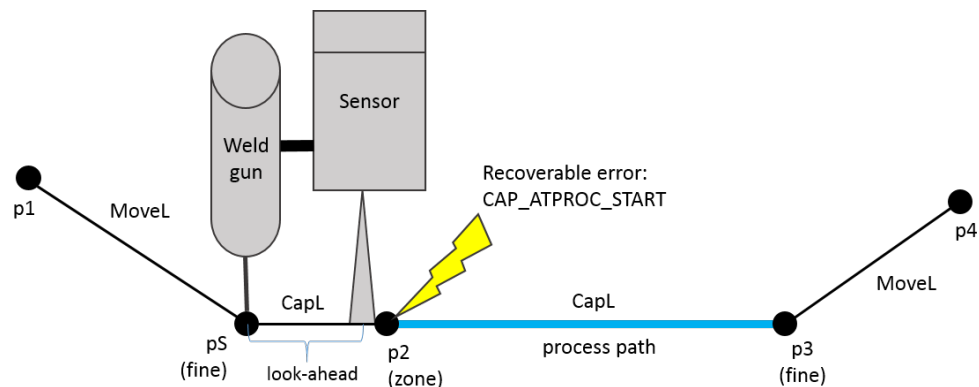 Sensor
Weld
gun
Recoverable error:
CAP_ATPROC_START
p1
MoveL
p4
CapL
CapL
MoveL
pS
(fine)
look-ahead
p2
(zone)
process path
p3
(fine)